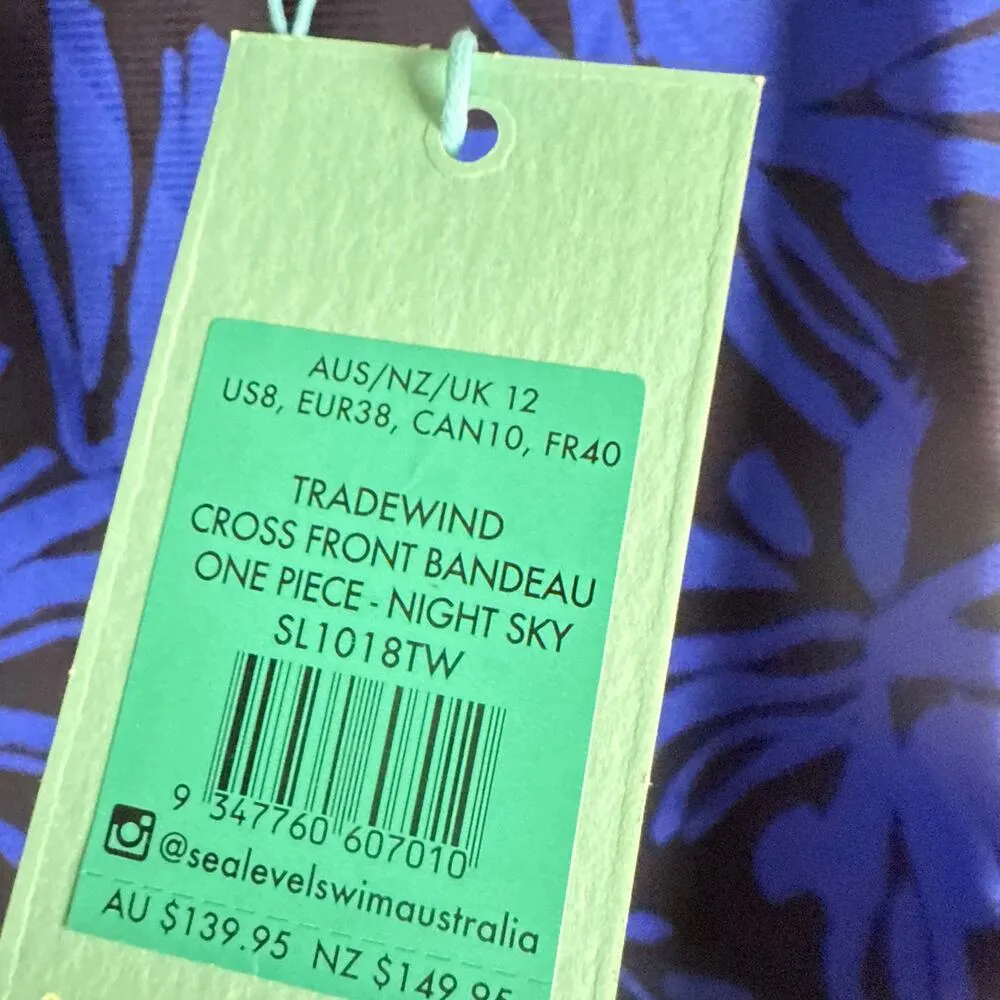 AUS/NZ/UK 12
US8, EUR38, CAN10, FR40
TRADEWIND
CROSS FRONT BANDEAU
ONE PIECE - NIGHT SKY
SL1018TW
9 347760 607010
@sealevelswimaustralia
AU $139.95 NZ $149.95